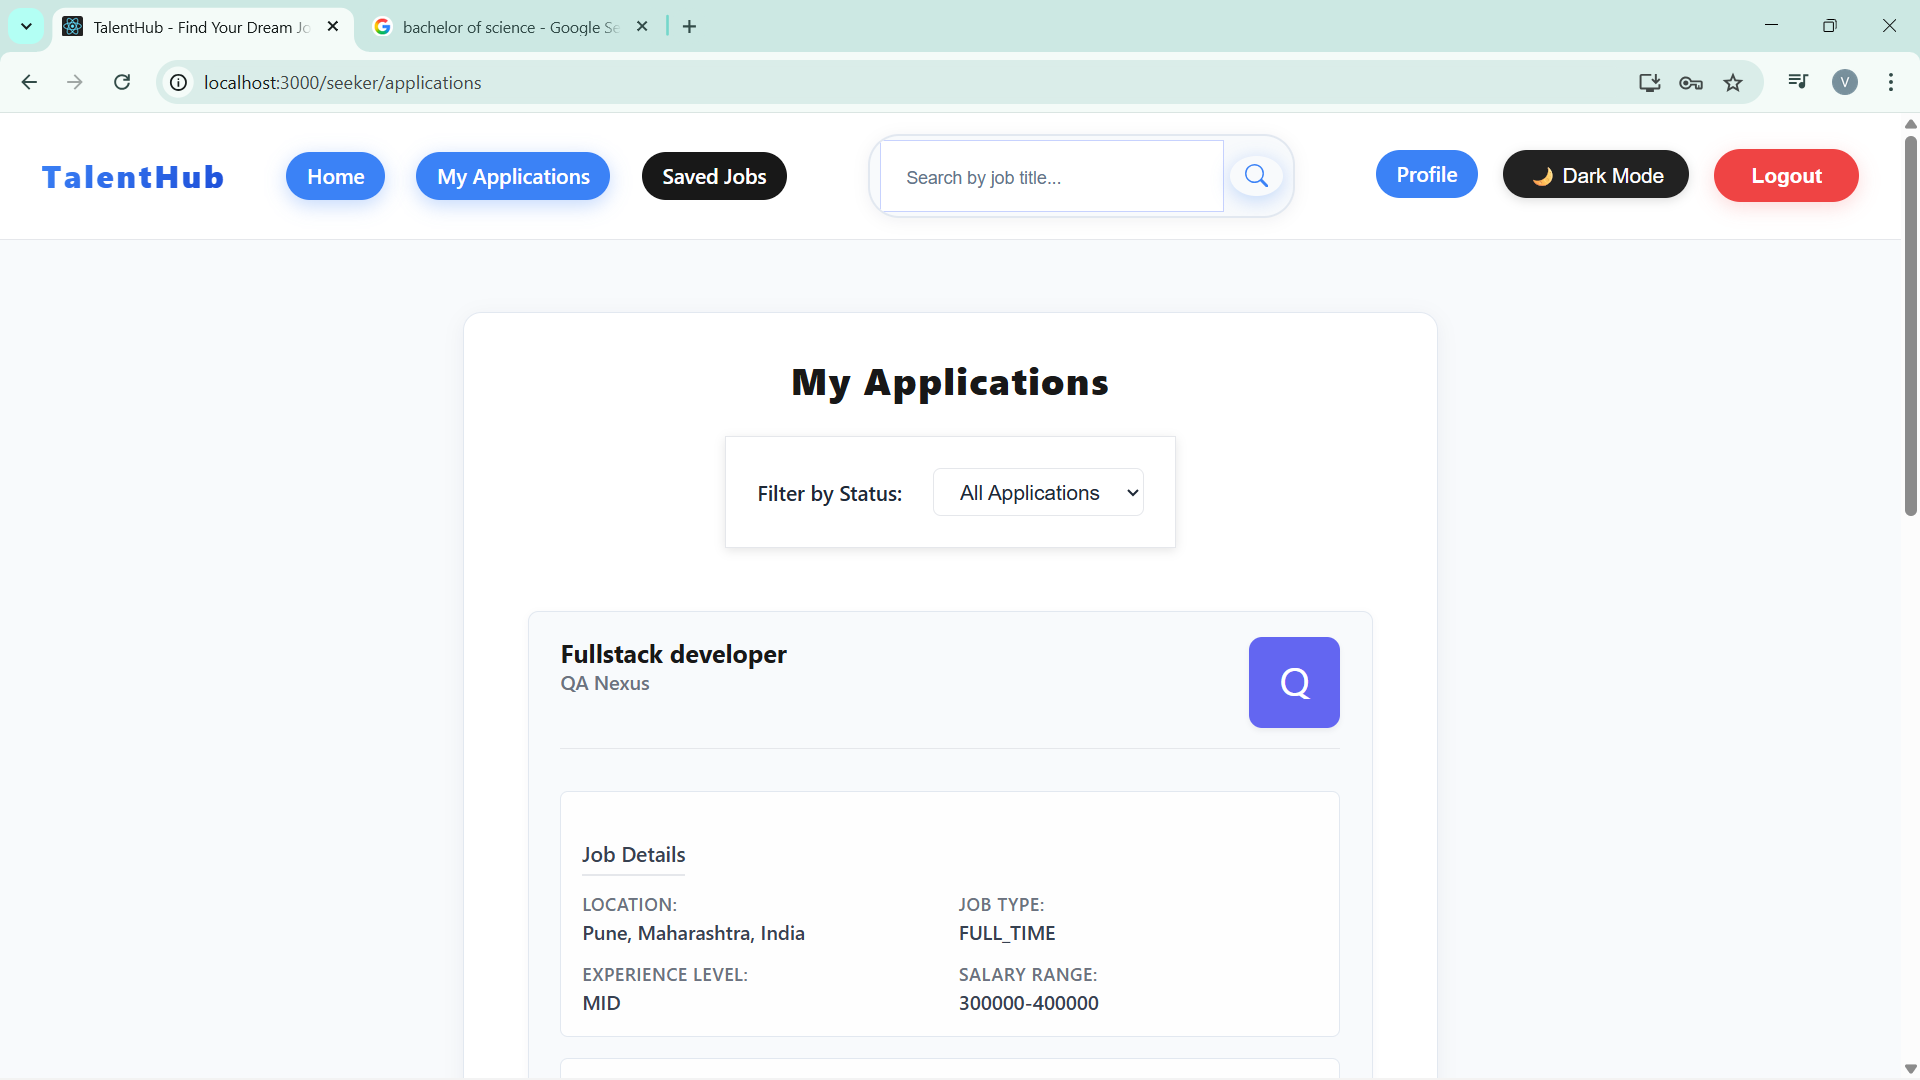 TalentHub - Find Your Dream Jo
bachelor of science - Google Se
localhost:3000/seeker/applications
V
TalentHub
Home
My Applications
Saved Jobs
Search by job title...
Profile
🌙 Dark Mode
Logout
My Applications
Filter by Status:
All Applications
Fullstack developer
QA Nexus
Q
Job Details
LOCATION:
Pune, Maharashtra, India
JOB TYPE:
FULL_TIME
EXPERIENCE LEVEL:
MID
SALARY RANGE:
300000-400000